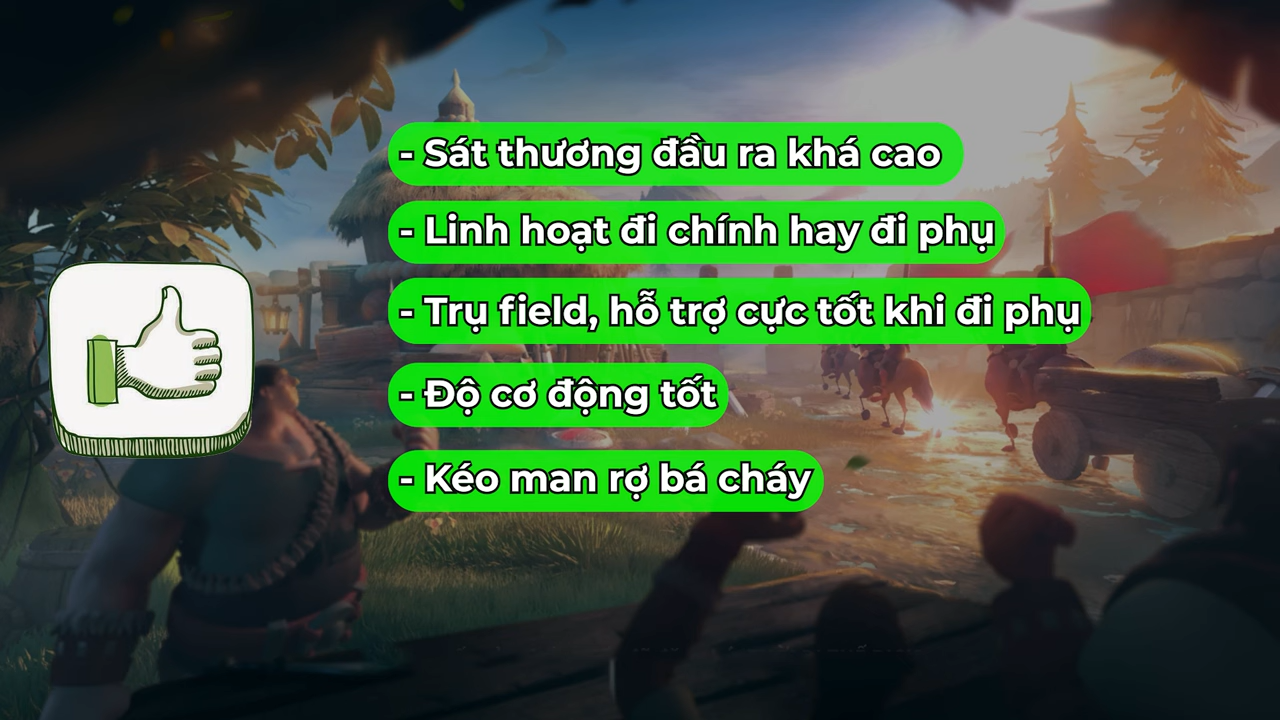 - Sát thương đầu ra khá cao
- Linh hoạt đi chính hay đi phụ
- Trụ field, hỗ trợ cực tốt khi đi phụ
- Độ cơ động tốt
- Kéo man rợ bá cháy